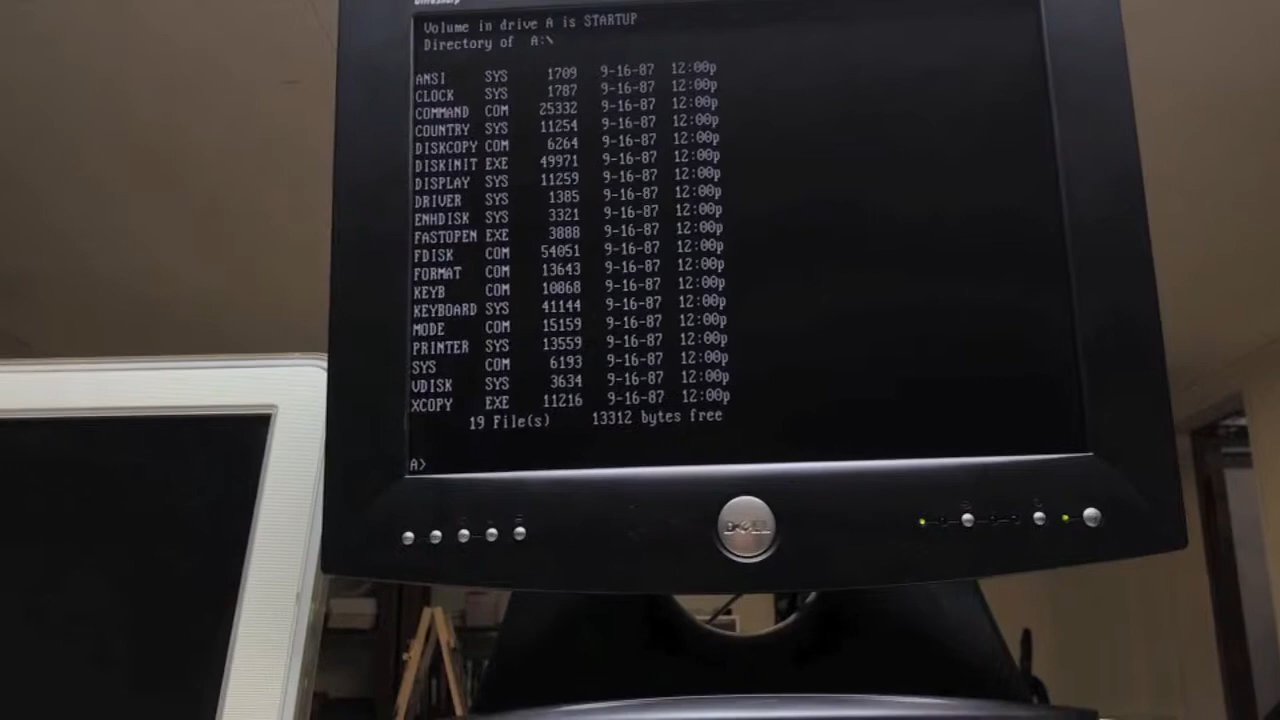 UltraSharp
Volume in drive A is STARTUP
Directory of A:\
ANSI SYS 1709 9-16-87 12:00p
CLOCK SYS 1787 9-16-87 12:00p
COMMAND COM 25332 9-16-87 12:00p
COUNTRY SYS 11254 9-16-87 12:00p
DISKCOPY COM 6264 9-16-87 12:00p
DISKINIT EXE 49971 9-16-87 12:00p
DISPLAY SYS 11259 9-16-87 12:00p
DRIVER SYS 1385 9-16-87 12:00p
ENHDISK SYS 3321 9-16-87 12:00p
FASTOPEN EXE 3888 9-16-87 12:00p
FDISK COM 54051 9-16-87 12:00p
FORMAT COM 13643 9-16-87 12:00p
KEYB COM 10868 9-16-87 12:00p
KEYBOARD SYS 41144 9-16-87 12:00p
MODE COM 15159 9-16-87 12:00p
PRINTER SYS 13559 9-16-87 12:00p
SYS COM 6193 9-16-87 12:00p
VDISK SYS 3634 9-16-87 12:00p
XCOPY EXE 11216 9-16-87 12:00p
19 File(s) 13312 bytes free
A>
DELL